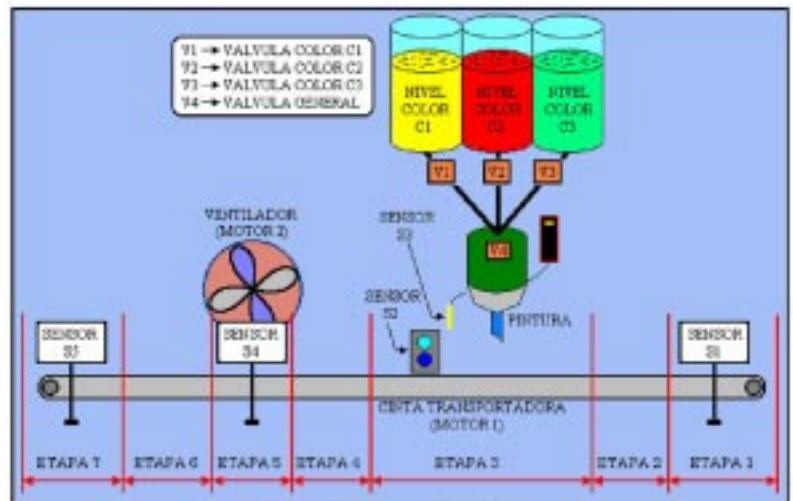 V1 → VALVULA COLOR C1
V2 → VALVULA COLOR C2
V3 → VALVULA COLOR C3
V4 → VALVULA GENERAL
NIVEL
COLOR
C1
NIVEL
COLOR
C2
NIVEL
COLOR
C3
V1
V2
V3
VENTILADOR
(MOTOR 2)
SENSOR
S3
V4
SENSOR
S2
PINTURA
SENSOR
S5
SENSOR
S4
SENSOR
S1
CINTA TRANSPORTADORA
(MOTOR 1)
ETAPA 7
ETAPA 6
ETAPA 5
ETAPA 4
ETAPA 3
ETAPA 2
ETAPA 1